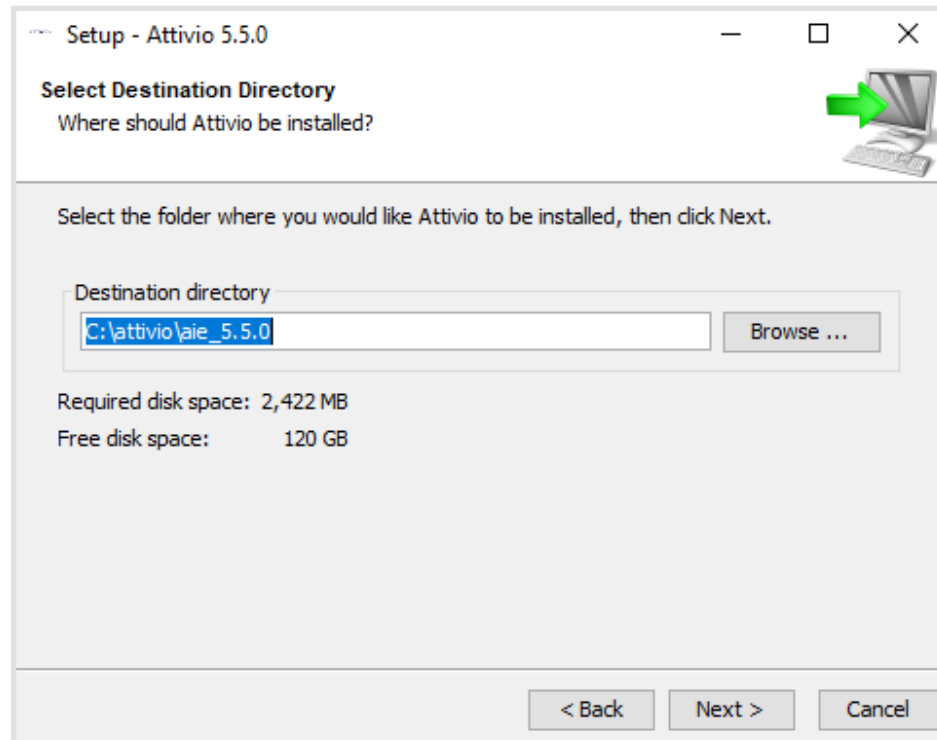 Setup - Attivio 5.5.0
Select Destination Directory
Where should Attivio be installed?
Select the folder where you would like Attivio to be installed, then click Next.
Destination directory
C:\attivio\aie_5.5.0
Browse ...
Required disk space: 2,422 MB
Free disk space: 120 GB
< Back Next > Cancel